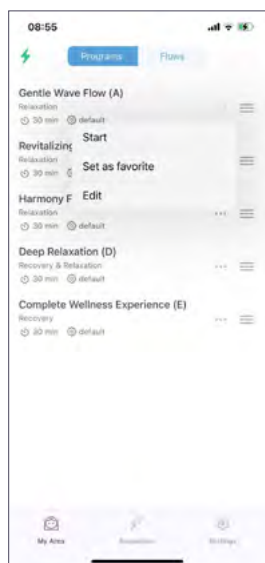 08:55
Programs Flows
Gentle Wave Flow (A)
Relaxation
30 min default
Start
Revitalizing
Relaxation
30 min
Set as favorite
Harmony F
Edit
Relaxation
30 min default
Deep Relaxation (D)
Recovery & Relaxation
30 min default
Complete Wellness Experience (E)
Recovery
30 min default
My Area Settings